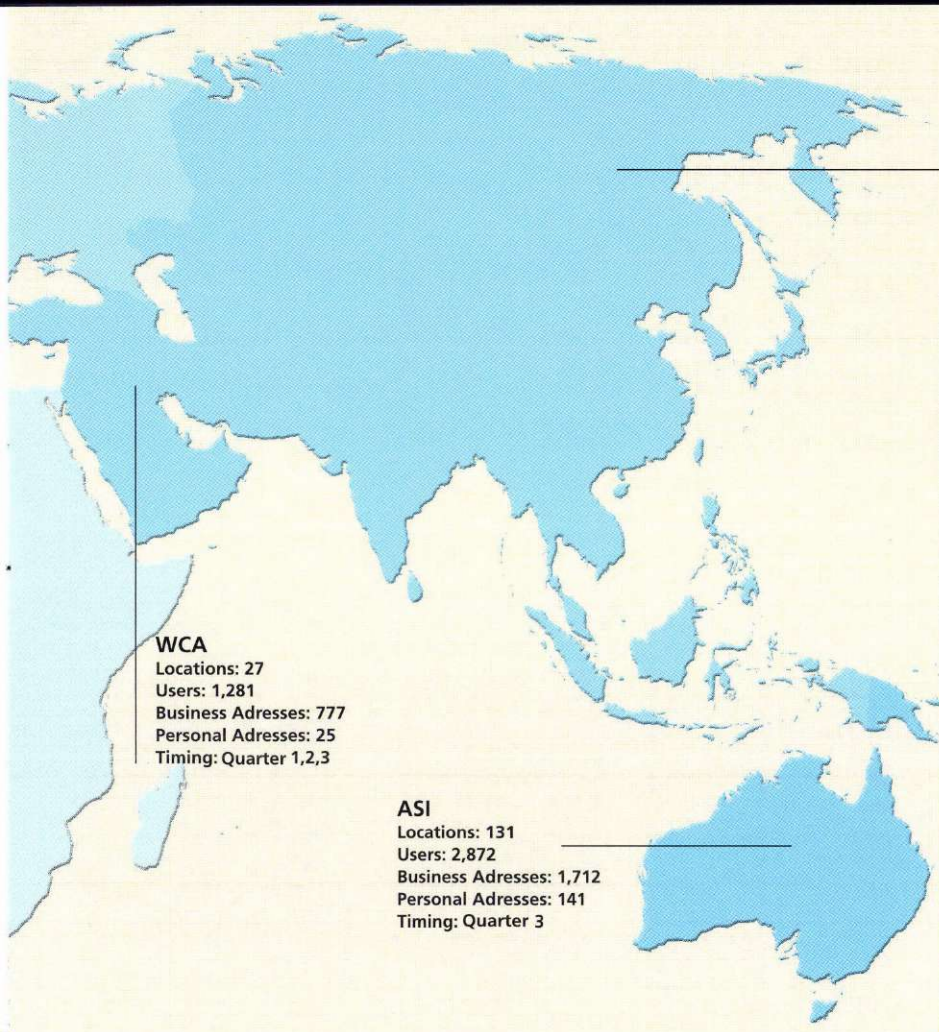 WCA
Locations: 27
Users: 1,281
Business Adresses: 777
Personal Adresses: 25
Timing: Quarter 1,2,3
ASI
Locations: 131
Users: 2,872
Business Adresses: 1,712
Personal Adresses: 141
Timing: Quarter 3